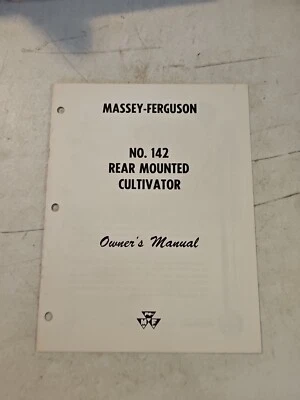 MASSEY-FERGUSON
NO. 142
REAR MOUNTED
CULTIVATOR
Owner's Manual